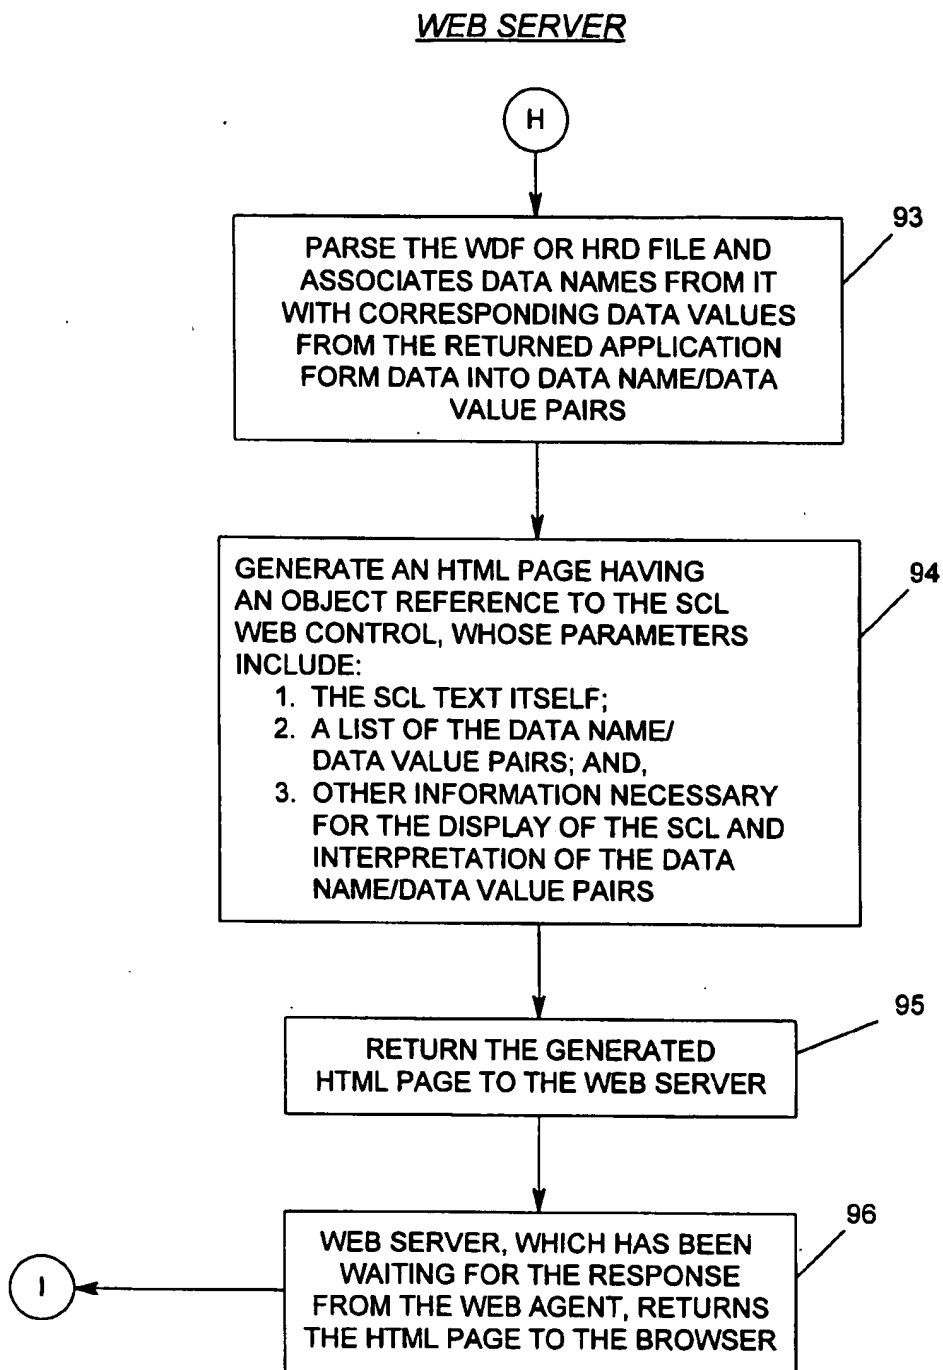 WEB SERVER
H
93
PARSE THE WDF OR HRD FILE AND
ASSOCIATES DATA NAMES FROM IT
WITH CORRESPONDING DATA VALUES
FROM THE RETURNED APPLICATION
FORM DATA INTO DATA NAME/DATA
VALUE PAIRS
94
GENERATE AN HTML PAGE HAVING
AN OBJECT REFERENCE TO THE SCL
WEB CONTROL, WHOSE PARAMETERS
INCLUDE:
1. THE SCL TEXT ITSELF;
2. A LIST OF THE DATA NAME/
DATA VALUE PAIRS; AND,
3. OTHER INFORMATION NECESSARY
FOR THE DISPLAY OF THE SCL AND
INTERPRETATION OF THE DATA
NAME/DATA VALUE PAIRS
95
RETURN THE GENERATED
HTML PAGE TO THE WEB SERVER
96
WEB SERVER, WHICH HAS BEEN
WAITING FOR THE RESPONSE
FROM THE WEB AGENT, RETURNS
THE HTML PAGE TO THE BROWSER
I